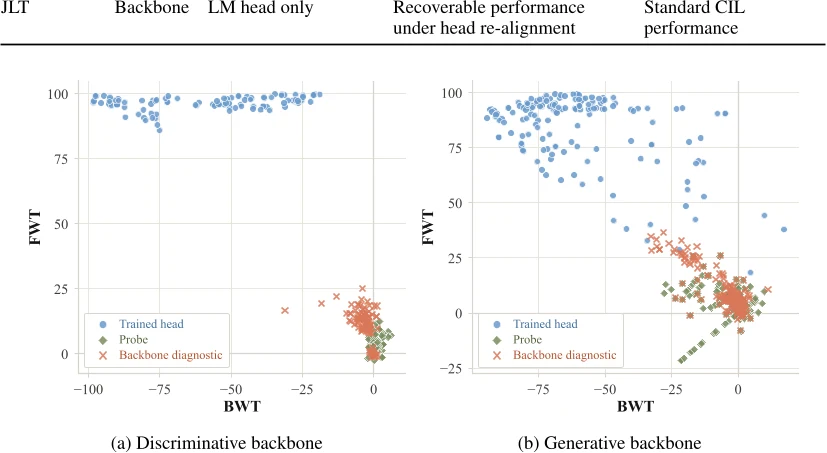 JLT Backbone LM head only Recoverable performance Standard CIL
under head re-alignment performance
100
75
50
25
0
FWT
Trained head
Probe
Backbone diagnostic
−100 −75 −50 −25 0
BWT
(a) Discriminative backbone
100
75
50
25
0
−25
FWT
Trained head
Probe
Backbone diagnostic
−75 −50 −25 0
BWT
(b) Generative backbone